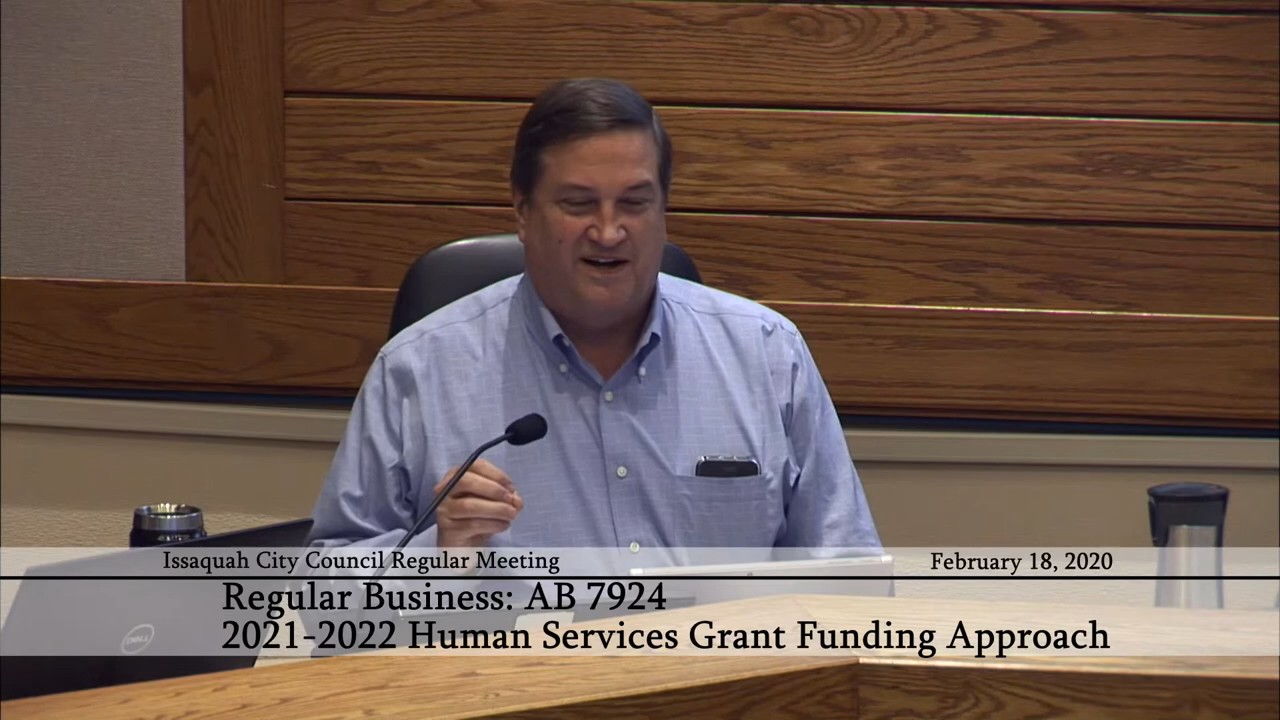 Issaquah City Council Regular Meeting
February 18, 2020
Regular Business: AB 7924
2021-2022 Human Services Grant Funding Approach
DELL